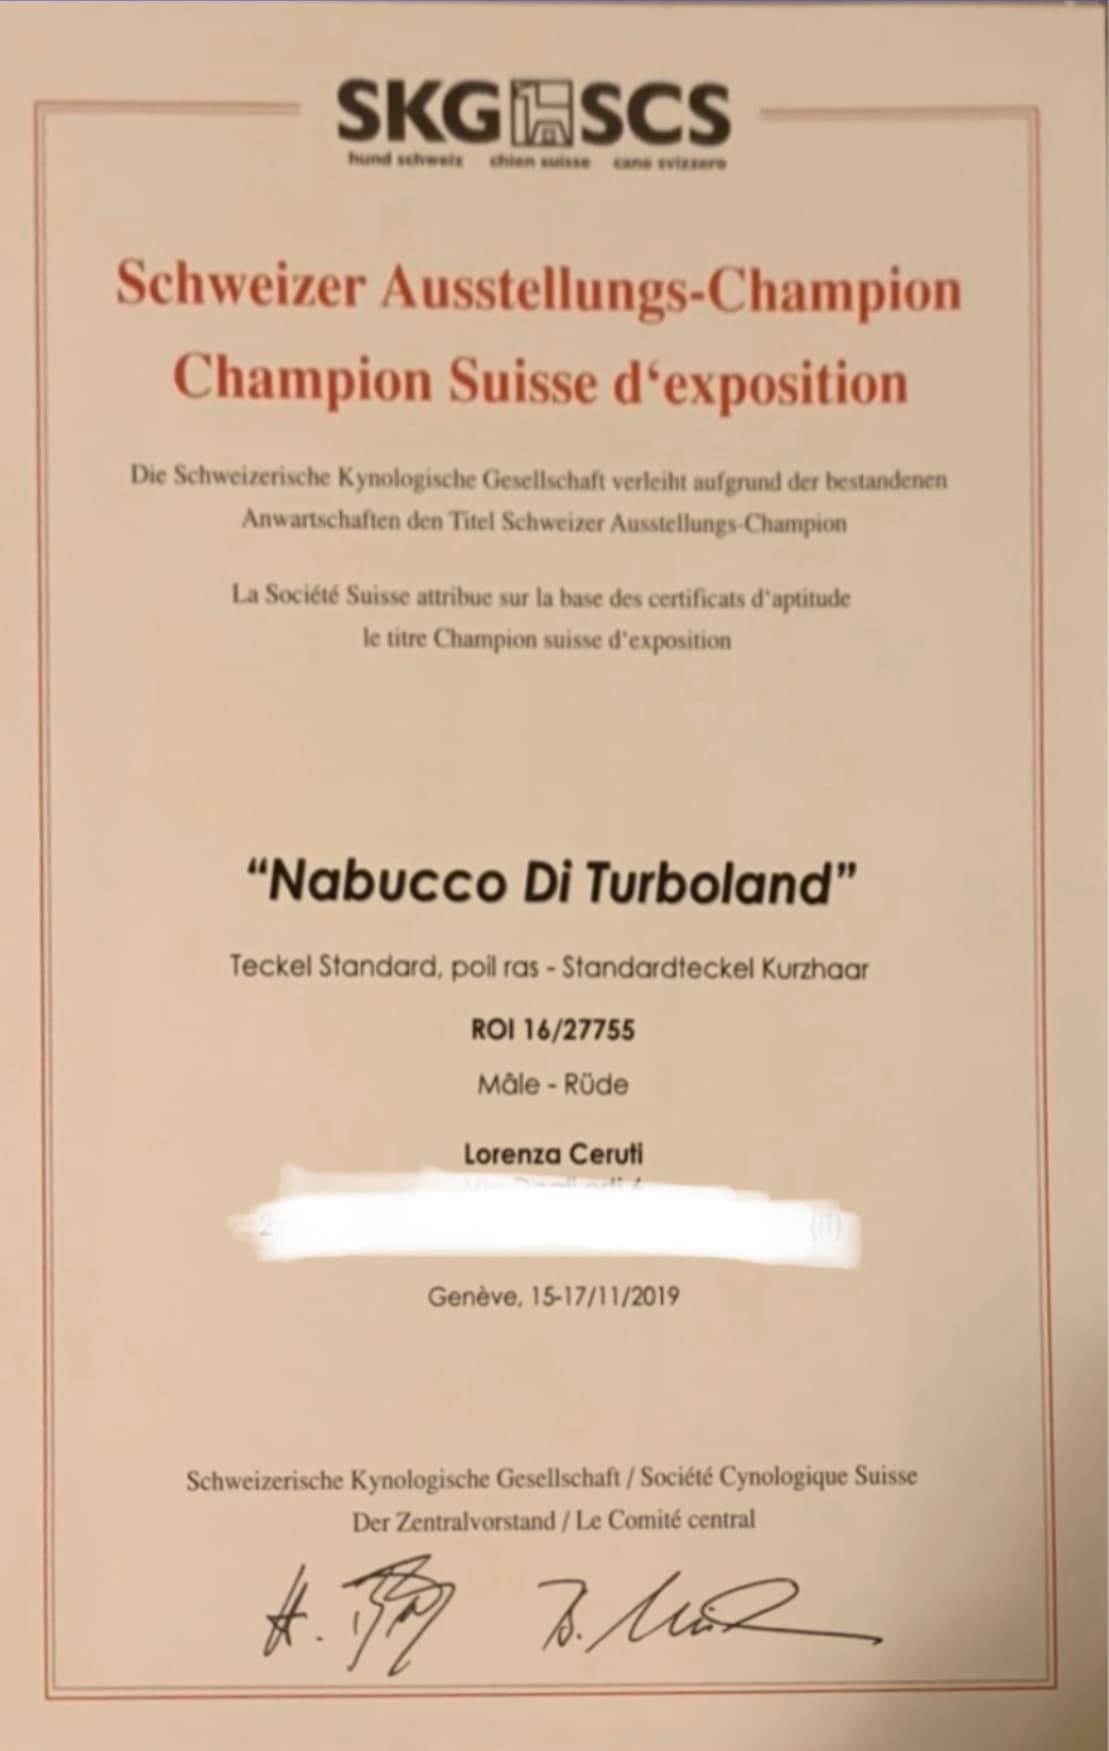 SKG SCS
hund schweiz chien suisse cane svizzero
Schweizer Ausstellungs-Champion
Champion Suisse d‘exposition
Die Schweizerische Kynologische Gesellschaft verleiht aufgrund der bestandenen
Anwartschaften den Titel Schweizer Ausstellungs-Champion
La Société Suisse attribue sur la base des certificats d‘aptitude
le titre Champion suisse d‘exposition
“Nabucco Di Turboland”
Teckel Standard, poil ras - Standardteckel Kurzhaar
ROI 16/27755
Mâle - Rüde
Lorenza Ceruti
(IT)
Genève, 15-17/11/2019
Schweizerische Kynologische Gesellschaft / Société Cynologique Suisse
Der Zentralvorstand / Le Comité central